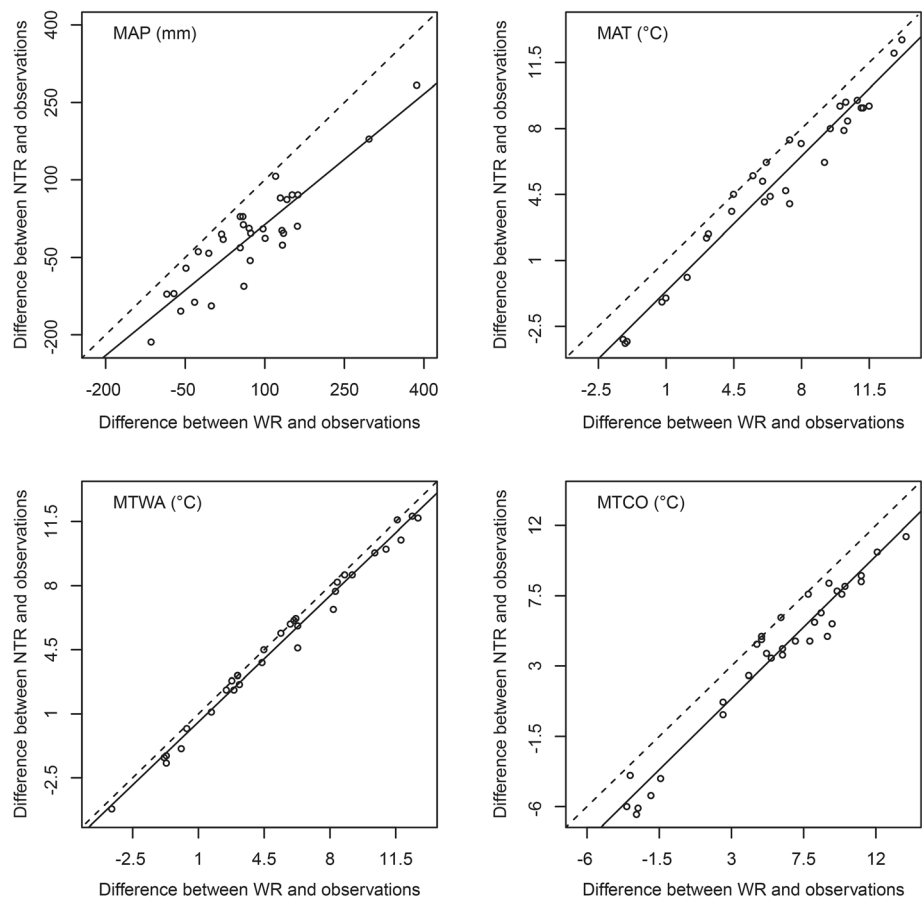 MAP (mm)
Difference between NTR and observations
400
250
100
-50
-200
-200 -50 100 250 400
Difference between WR and observations
MAT (°C)
Difference between NTR and observations
11.5
8
4.5
1
-2.5
-2.5 1 4.5 8 11.5
Difference between WR and observations
MTWA (°C)
Difference between NTR and observations
11.5
8
4.5
1
-2.5
-2.5 1 4.5 8 11.5
Difference between WR and observations
MTCO (°C)
Difference between NTR and observations
12
7.5
3
-1.5
-6
-6 -1.5 3 7.5 12
Difference between WR and observations